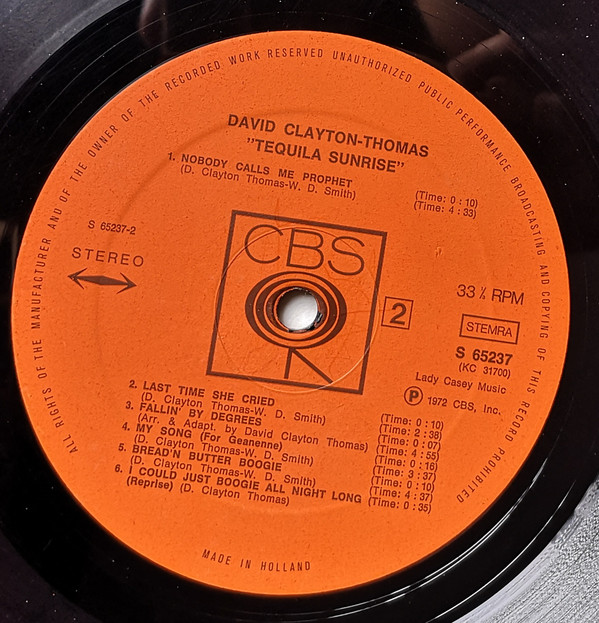 ALL RIGHTS OF THE MANUFACTURER AND OF THE OWNER OF THE RECORDED WORK RESERVED UNAUTHORIZED PUBLIC PERFORMANCE BROADCASTING AND COPYING OF THIS RECORD PROHIBITED
DAVID CLAYTON-THOMAS
"TEQUILA SUNRISE"
1. NOBODY CALLS ME PROPHET (Time: 0 : 10)
(D. Clayton Thomas-W. D. Smith) (Time: 4 : 33)
S 65237-2
STEREO
CBS
2
33 ⅓ RPM
STEMRA
S 65237
(KC 31700)
Lady Casey Music
Ⓟ 1972 CBS, Inc.
2. LAST TIME SHE CRIED (Time: 0 : 10)
(D. Clayton Thomas-W. D. Smith) (Time: 2 : 38)
3. FALLIN' BY DEGREES (Time: 0 : 07)
(Arr. & Adapt. by David Clayton Thomas) (Time: 4 : 55)
4. MY SONG (For Geanenne) (Time: 0 : 16)
(D. Clayton Thomas-W. D. Smith) (Time: 3 : 37)
5. BREAD'N BUTTER BOOGIE (Time: 0 : 10)
(D. Clayton Thomas-W. D. Smith) (Time: 4 : 37)
6. I COULD JUST BOOGIE ALL NIGHT LONG (Time: 0 : 35)
(Reprise) (D. Clayton Thomas)
MADE IN HOLLAND